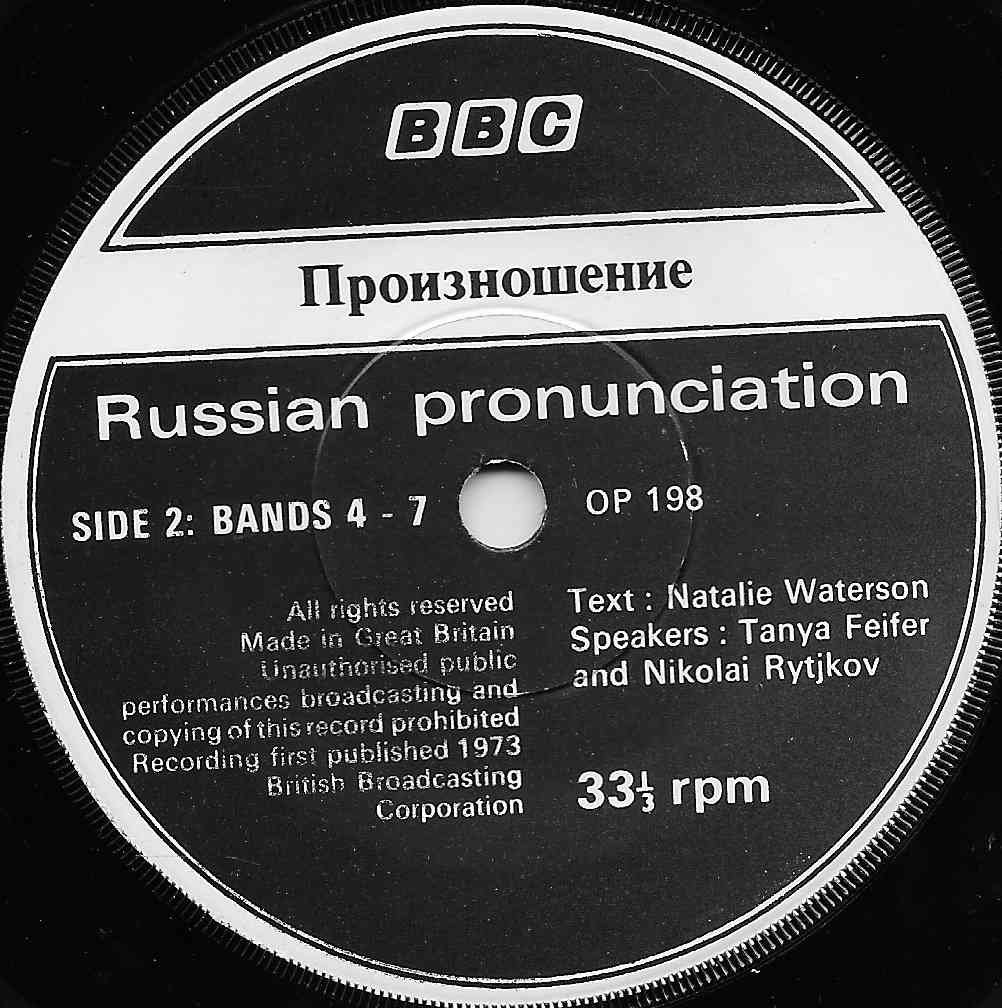 BBC
Произношение
Russian pronunciation
SIDE 2: BANDS 4 - 7
OP 198
All rights reserved
Made in Great Britain
Unauthorised public
performances broadcasting and
copying of this record prohibited
Recording first published 1973
British Broadcasting
Corporation
Text : Natalie Waterson
Speakers : Tanya Feifer
and Nikolai Rytjkov
33⅓ rpm